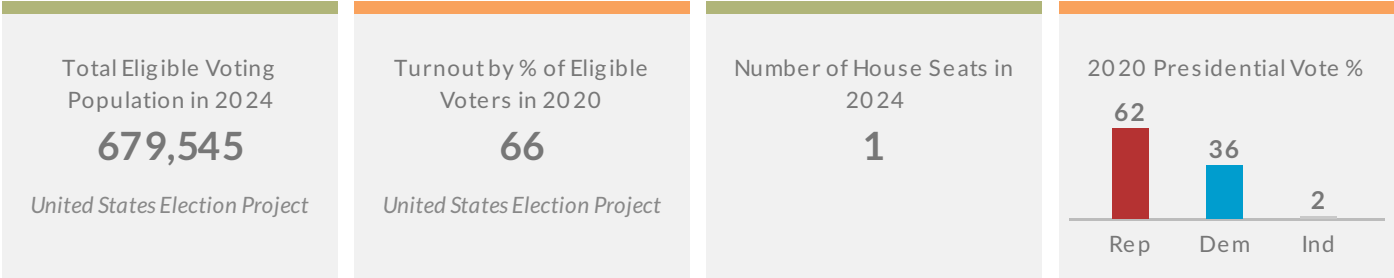 Total Eligible Voting
Population in 2024
679,545
United States Election Project
Turnout by % of Eligible
Voters in 2020
66
United States Election Project
Number of House Seats in
2024
1
2020 Presidential Vote %
62
36
2
Rep Dem Ind